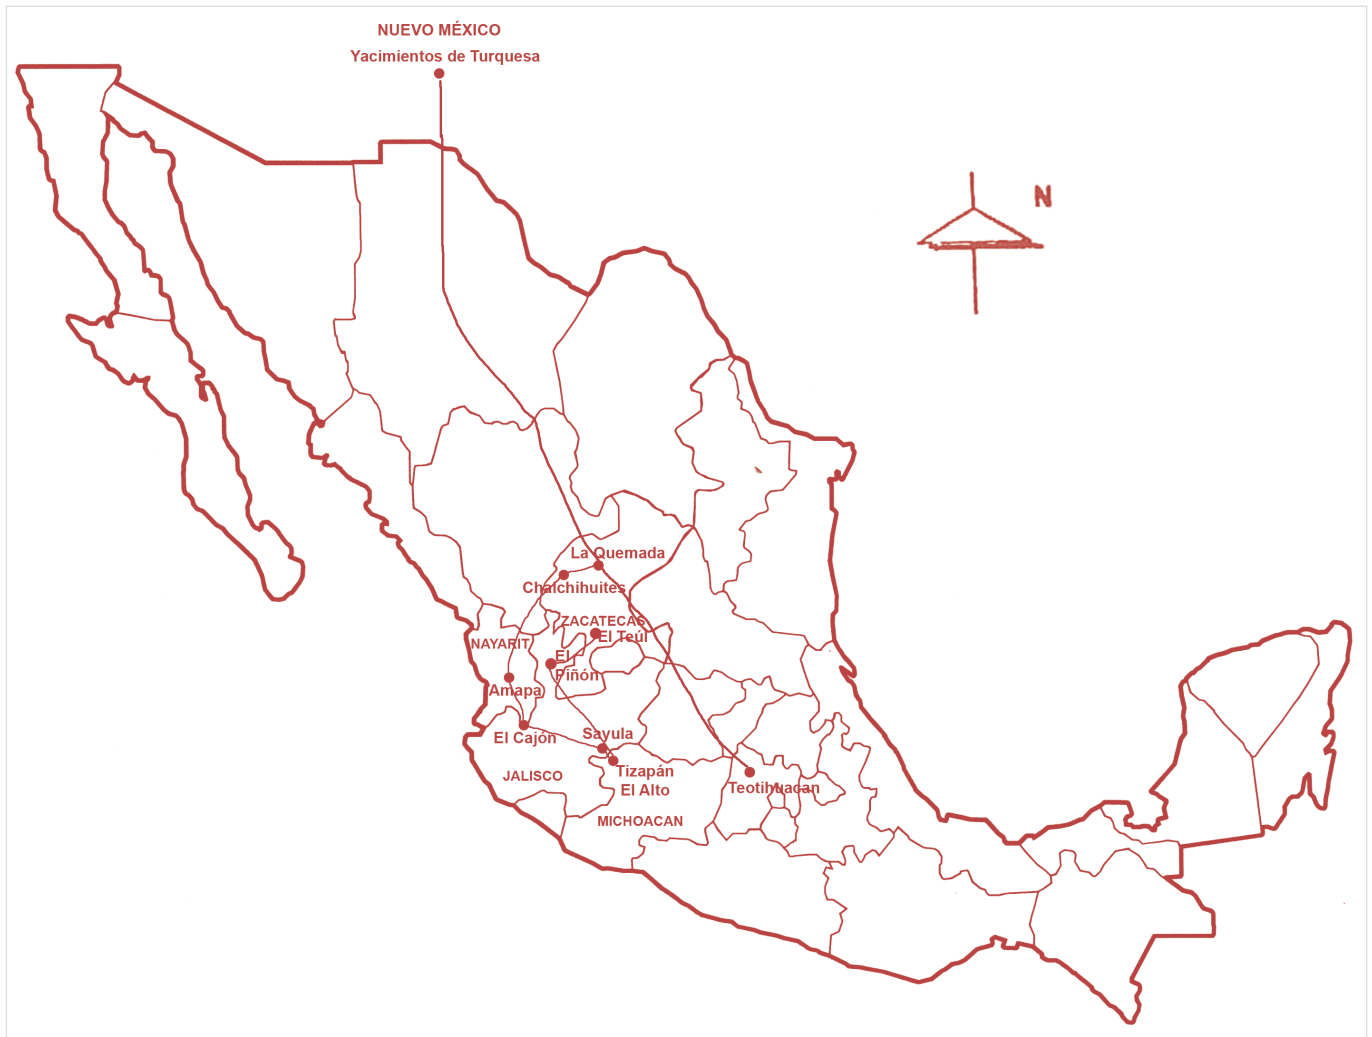 NUEVO MÉXICO
Yacimientos de Turquesa
N
La Quemada
Chalchihuites
ZACATECAS
El Teúl
NAYARIT
El
Piñón
Amapa
El Cajón
Sayula
Tizapán
El Alto
JALISCO
Teotihuacan
MICHOACAN